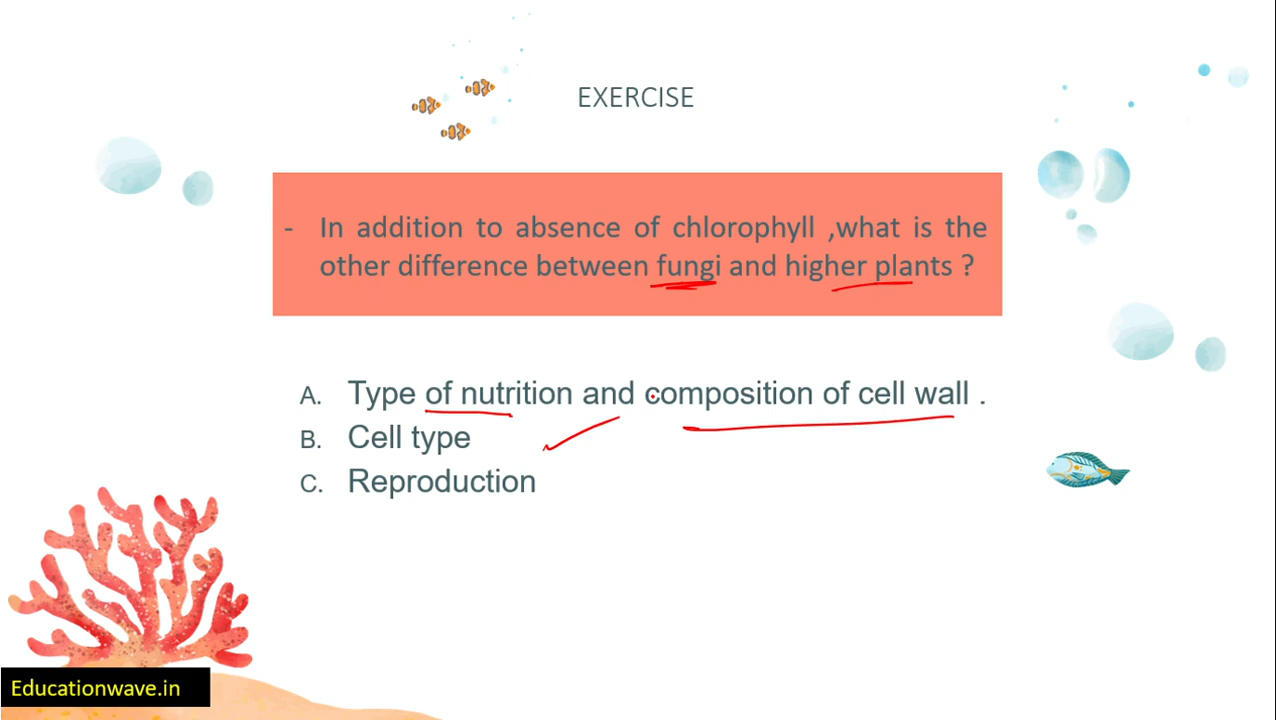 EXERCISE
- In addition to absence of chlorophyll ,what is the
other difference between fungi and higher plants ?
A. Type of nutrition and composition of cell wall .
B. Cell type
C. Reproduction
Educationwave.in